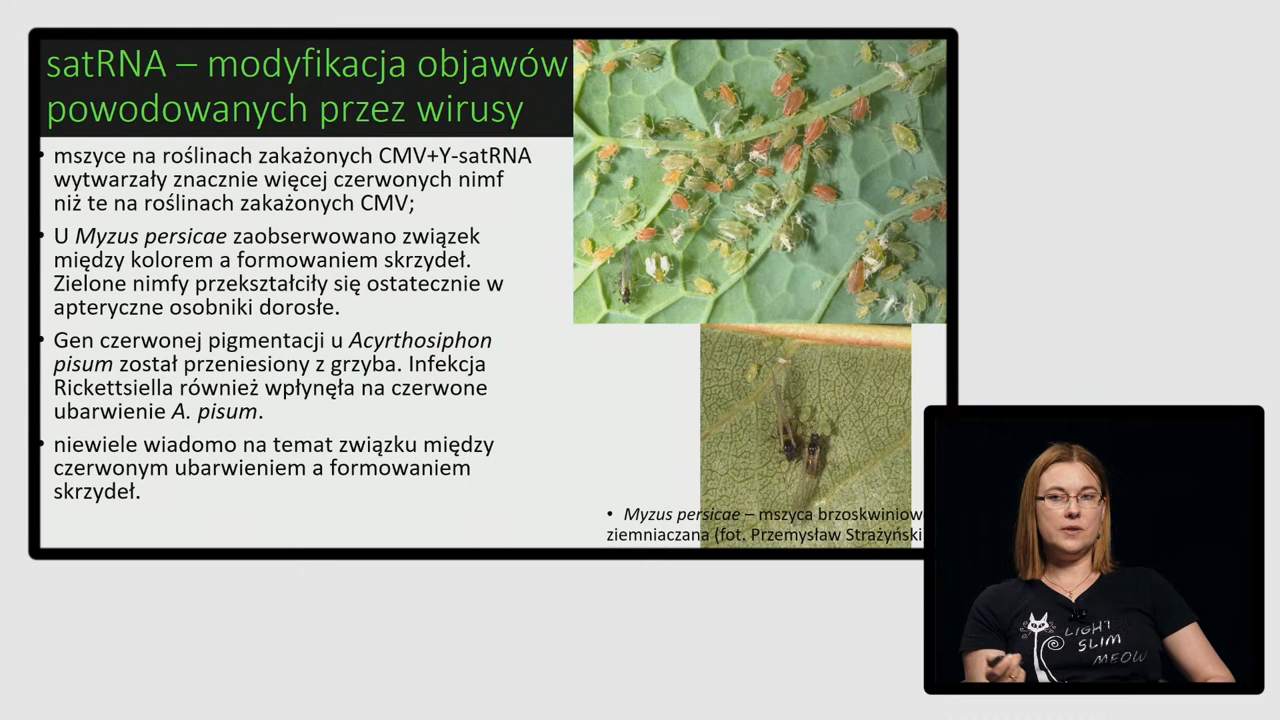 satRNA – modyfikacja objawów
powodowanych przez wirusy
• mszyce na roślinach zakażonych CMV+Y-satRNA
wytwarzały znacznie więcej czerwonych nimf
niż te na roślinach zakażonych CMV;
• U Myzus persicae zaobserwowano związek
między kolorem a formowaniem skrzydeł.
Zielone nimfy przekształciły się ostatecznie w
apteryczne osobniki dorosłe.
• Gen czerwonej pigmentacji u Acyrthosiphon
pisum został przeniesiony z grzyba. Infekcja
Rickettsiella również wpłynęła na czerwone
ubarwienie A. pisum.
• niewiele wiadomo na temat związku między
czerwonym ubarwieniem a formowaniem
skrzydeł.
• Myzus persicae – mszyca brzoskwiniow
ziemniaczana (fot. Przemysław Strażyński
LIGHT
SLIM
MEOW